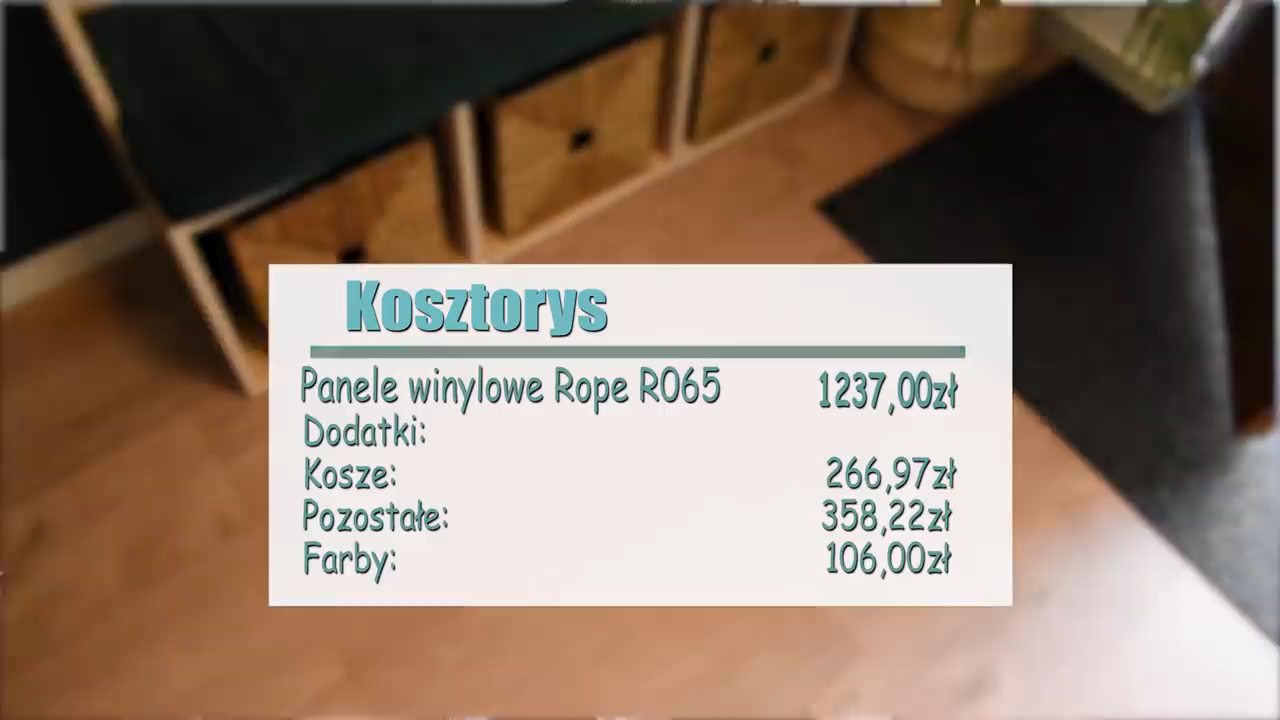 Kosztorys
Panele winylowe Rope R065 1237,00zł
Dodatki:
Kosze: 266,97zł
Pozostałe: 358,22zł
Farby: 106,00zł